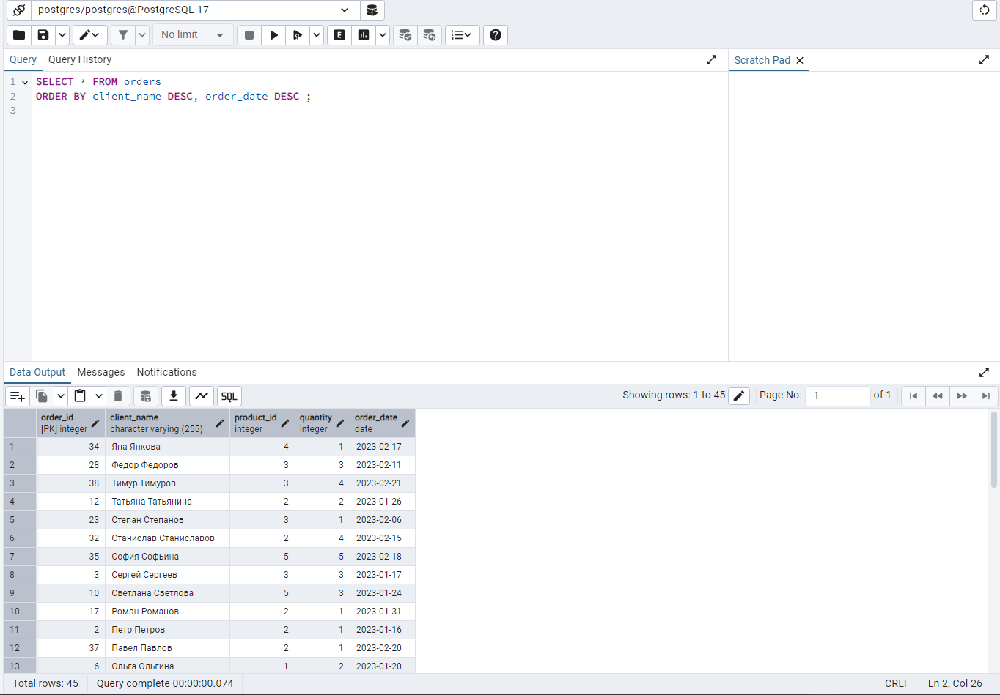 postgres/postgres@PostgreSQL 17
No limit
E
SQL
Query Query History
Scratch Pad
1 SELECT * FROM orders
2 ORDER BY client_name DESC, order_date DESC ;
3
Data Output Messages Notifications
SQL Showing rows: 1 to 45 Page No: 1 of 1
order_id client_name product_id quantity order_date
[PK] integer character varying (255) integer integer date
1 34 Яна Янкова 4 1 2023-02-17
2 28 Федор Федоров 3 3 2023-02-11
3 38 Тимур Тимуров 3 4 2023-02-21
4 12 Татьяна Татьянина 2 2 2023-01-26
5 23 Степан Степанов 3 1 2023-02-06
6 32 Станислав Станиславов 2 4 2023-02-15
7 35 София Софьина 5 5 2023-02-18
8 3 Сергей Сергеев 3 3 2023-01-17
9 10 Светлана Светлова 5 3 2023-01-24
10 17 Роман Романов 2 1 2023-01-31
11 2 Петр Петров 2 1 2023-01-16
12 37 Павел Павлов 2 1 2023-02-20
13 6 Ольга Ольгина 1 2 2023-01-20
Total rows: 45 Query complete 00:00:00.074 CRLF Ln 2, Col 26